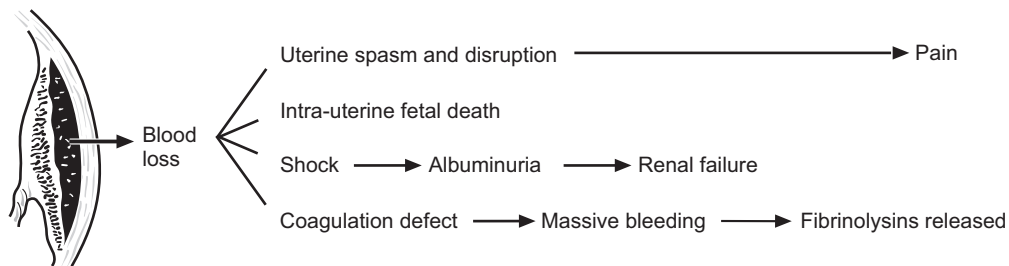 Uterine spasm and disruption Pain
Intra-uterine fetal death
Blood
loss
Shock Albuminuria Renal failure
Coagulation defect Massive bleeding Fibrinolysins released